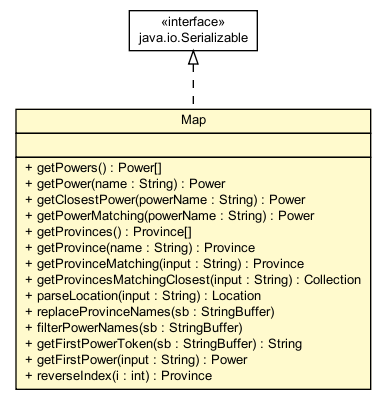 «interface»
java.io.Serializable
Map
+ getPowers() : Power[]
+ getPower(name : String) : Power
+ getClosestPower(powerName : String) : Power
+ getPowerMatching(powerName : String) : Power
+ getProvinces() : Province[]
+ getProvince(name : String) : Province
+ getProvinceMatching(input : String) : Province
+ getProvincesMatchingClosest(input : String) : Collection
+ parseLocation(input : String) : Location
+ replaceProvinceNames(sb : StringBuffer)
+ filterPowerNames(sb : StringBuffer)
+ getFirstPowerToken(sb : StringBuffer) : String
+ getFirstPower(input : String) : Power
+ reverseIndex(i : int) : Province